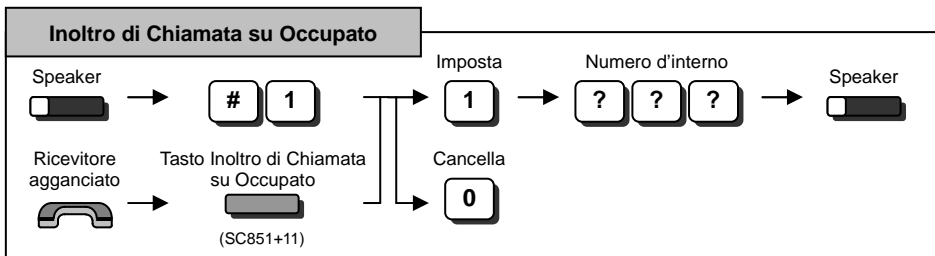 Inoltro di Chiamata su Occupato
Speaker
# 1
Imposta
1
Numero d'interno
? ? ?
Speaker
Ricevitore
agganciato
Tasto Inoltro di Chiamata
su Occupato
(SC851+11)
Cancella
0